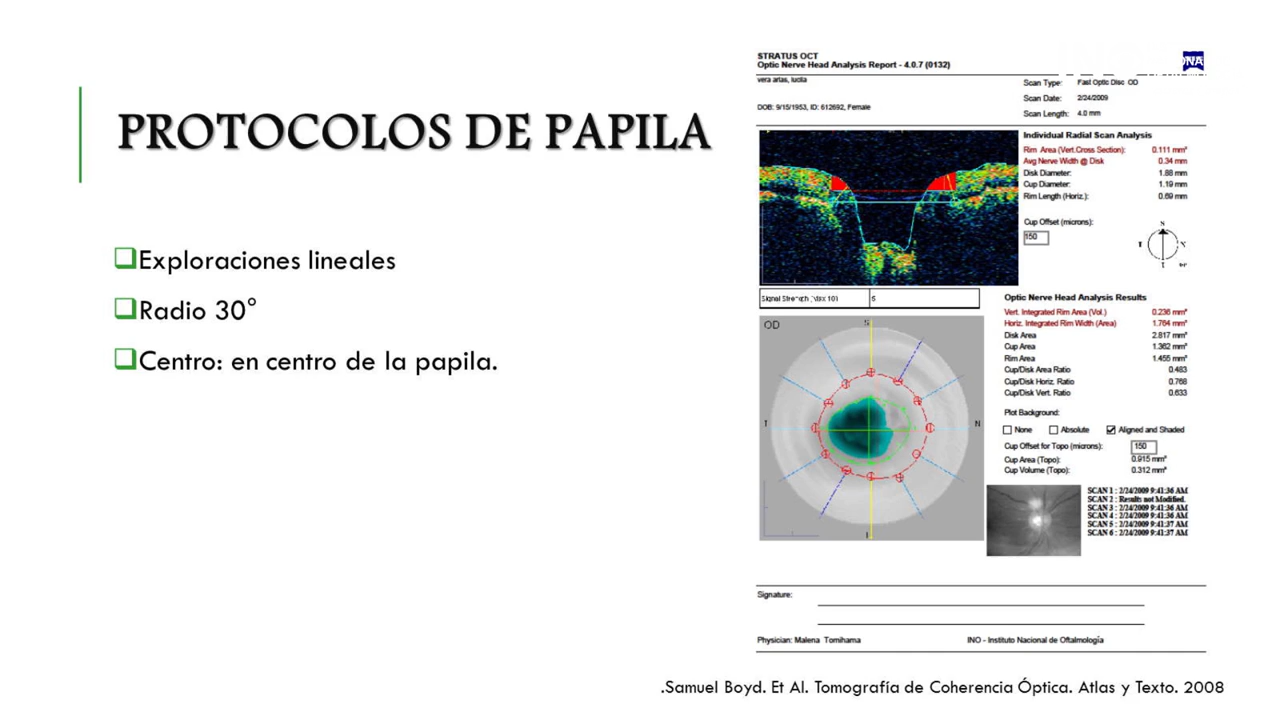 PROTOCOLOS DE PAPILA
Exploraciones lineales
Radio 30°
Centro: en centro de la papila.
STRATUS OCT
Optic Nerve Head Analysis Report - 4.0.7 (0132)
vera arias, lucila
DOB: 9/15/1953, ID: 612692, Female
Scan Type: Fast Optic Disc OD
Scan Date: 2/24/2009
Scan Length: 4.0 mm
Individual Radial Scan Analysis
Rim Area (Vert.Cross Section): 0.111 mm²
Avg Nerve Width @ Disk 0.34 mm
Disk Diameter: 1.88 mm
Cup Diameter: 1.19 mm
Rim Length (Horiz.): 0.69 mm
Cup Offset (microns):
150
S
T N
I
Signal Strength (Max 10) 5
OD
S
T N
I
Optic Nerve Head Analysis Results
Vert. Integrated Rim Area (Vol.) 0.236 mm³
Horiz. Integrated Rim Width (Area) 1.764 mm²
Disk Area 2.817 mm²
Cup Area 1.362 mm²
Rim Area 1.455 mm²
Cup/Disk Area Ratio 0.483
Cup/Disk Horiz. Ratio 0.768
Cup/Disk Vert. Ratio 0.633
Plot Background:
None Absolute Aligned and Shaded
Cup Offset for Topo (microns): 150
Cup Area (Topo): 0.915 mm²
Cup Volume (Topo): 0.312 mm³
SCAN 1 : 2/24/2009 9:41:36 AM
SCAN 2 : Results not Modified.
SCAN 3 : 2/24/2009 9:41:36 AM
SCAN 4 : 2/24/2009 9:41:36 AM
SCAN 5 : 2/24/2009 9:41:37 AM
SCAN 6 : 2/24/2009 9:41:37 AM
Signature:
Physician: Malena Tomihama INO - Instituto Nacional de Oftalmología
.Samuel Boyd. Et Al. Tomografía de Coherencia Óptica. Atlas y Texto. 2008